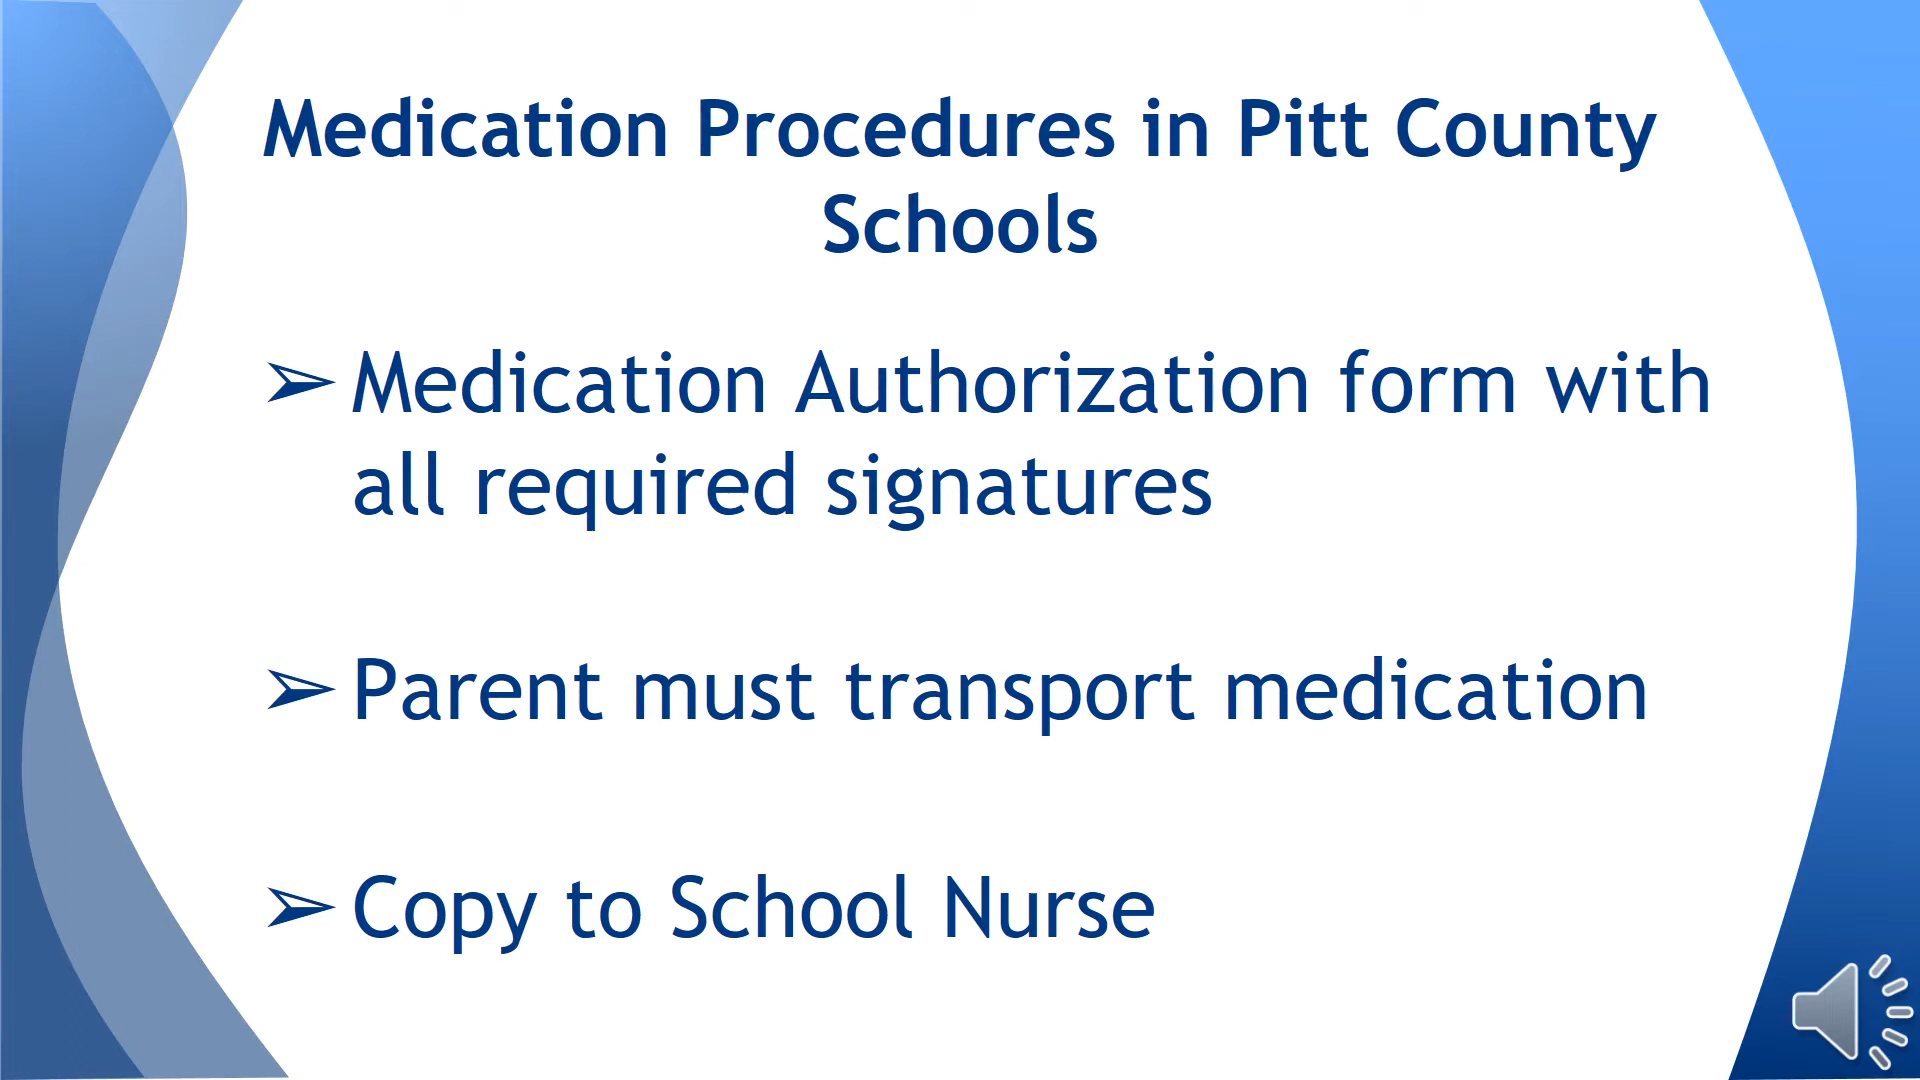 Medication Procedures in Pitt County
Schools
➢ Medication Authorization form with
all required signatures
➢ Parent must transport medication
➢ Copy to School Nurse